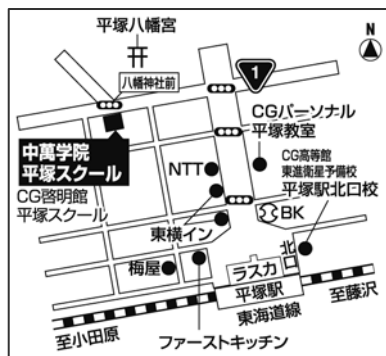 平塚八幡宮
N
八幡神社前
1
CGパーソナル
平塚教室
中萬学院
平塚スクール
CG啓明館
平塚スクール
NTT
CG高等館
東進衛星予備校
平塚駅北口校
BK
東横イン
北
口
梅屋
ラスカ
平塚駅
東海道線
至藤沢
至小田原
ファーストキッチン